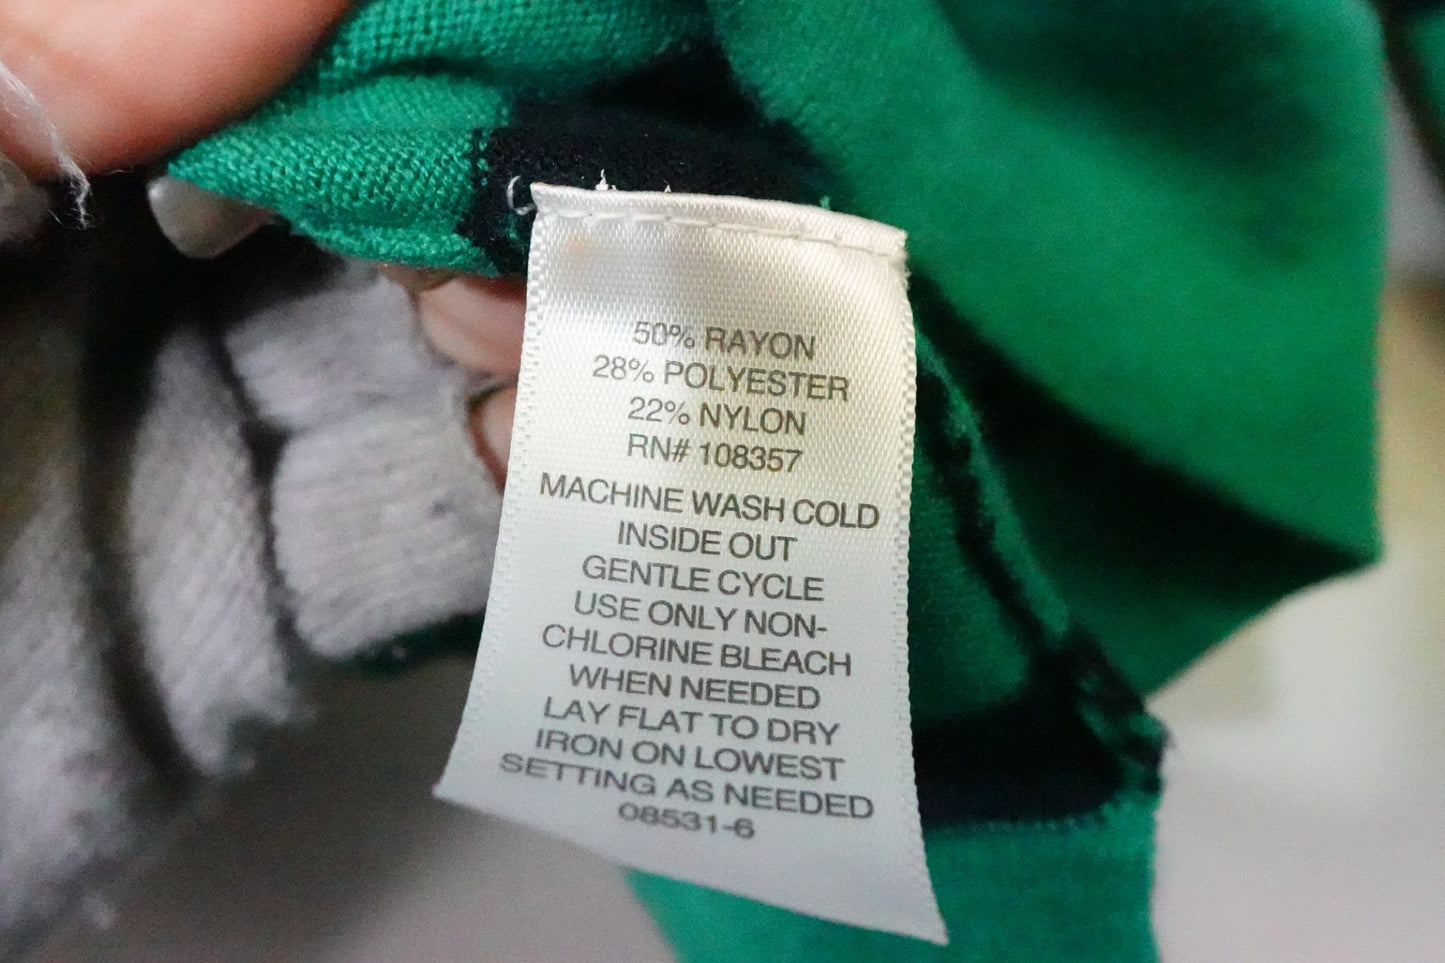 50% RAYON
28% POLYESTER
22% NYLON
RN# 108357
MACHINE WASH COLD
INSIDE OUT
GENTLE CYCLE
USE ONLY NON-
CHLORINE BLEACH
WHEN NEEDED
LAY FLAT TO DRY
IRON ON LOWEST
SETTING AS NEEDED
08531-6